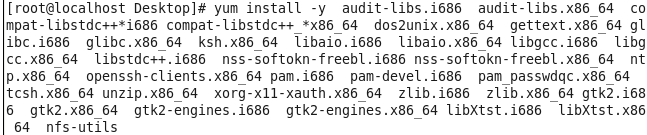 [root@localhost Desktop]# yum install -y  audit-libs.i686  audit-libs.x86_64  co
mpat-libstdc++*i686 compat-libstdc++_*x86_64  dos2unix.x86_64  gettext.x86_64 gl
ibc.i686  glibc.x86_64  ksh.x86_64  libaio.i686  libaio.x86_64 libgcc.i686  libg
cc.x86_64  libstdc++.i686  nss-softokn-freebl.i686 nss-softokn-freebl.x86_64  nt
p.x86_64  openssh-clients.x86_64 pam.i686  pam-devel.i686  pam_passwdqc.x86_64
tcsh.x86_64 unzip.x86_64  xorg-x11-xauth.x86_64  zlib.i686  zlib.x86_64 gtk2.i68
6  gtk2.x86_64  gtk2-engines.i686  gtk2-engines.x86_64 libXtst.i686  libXtst.x86
_64  nfs-utils